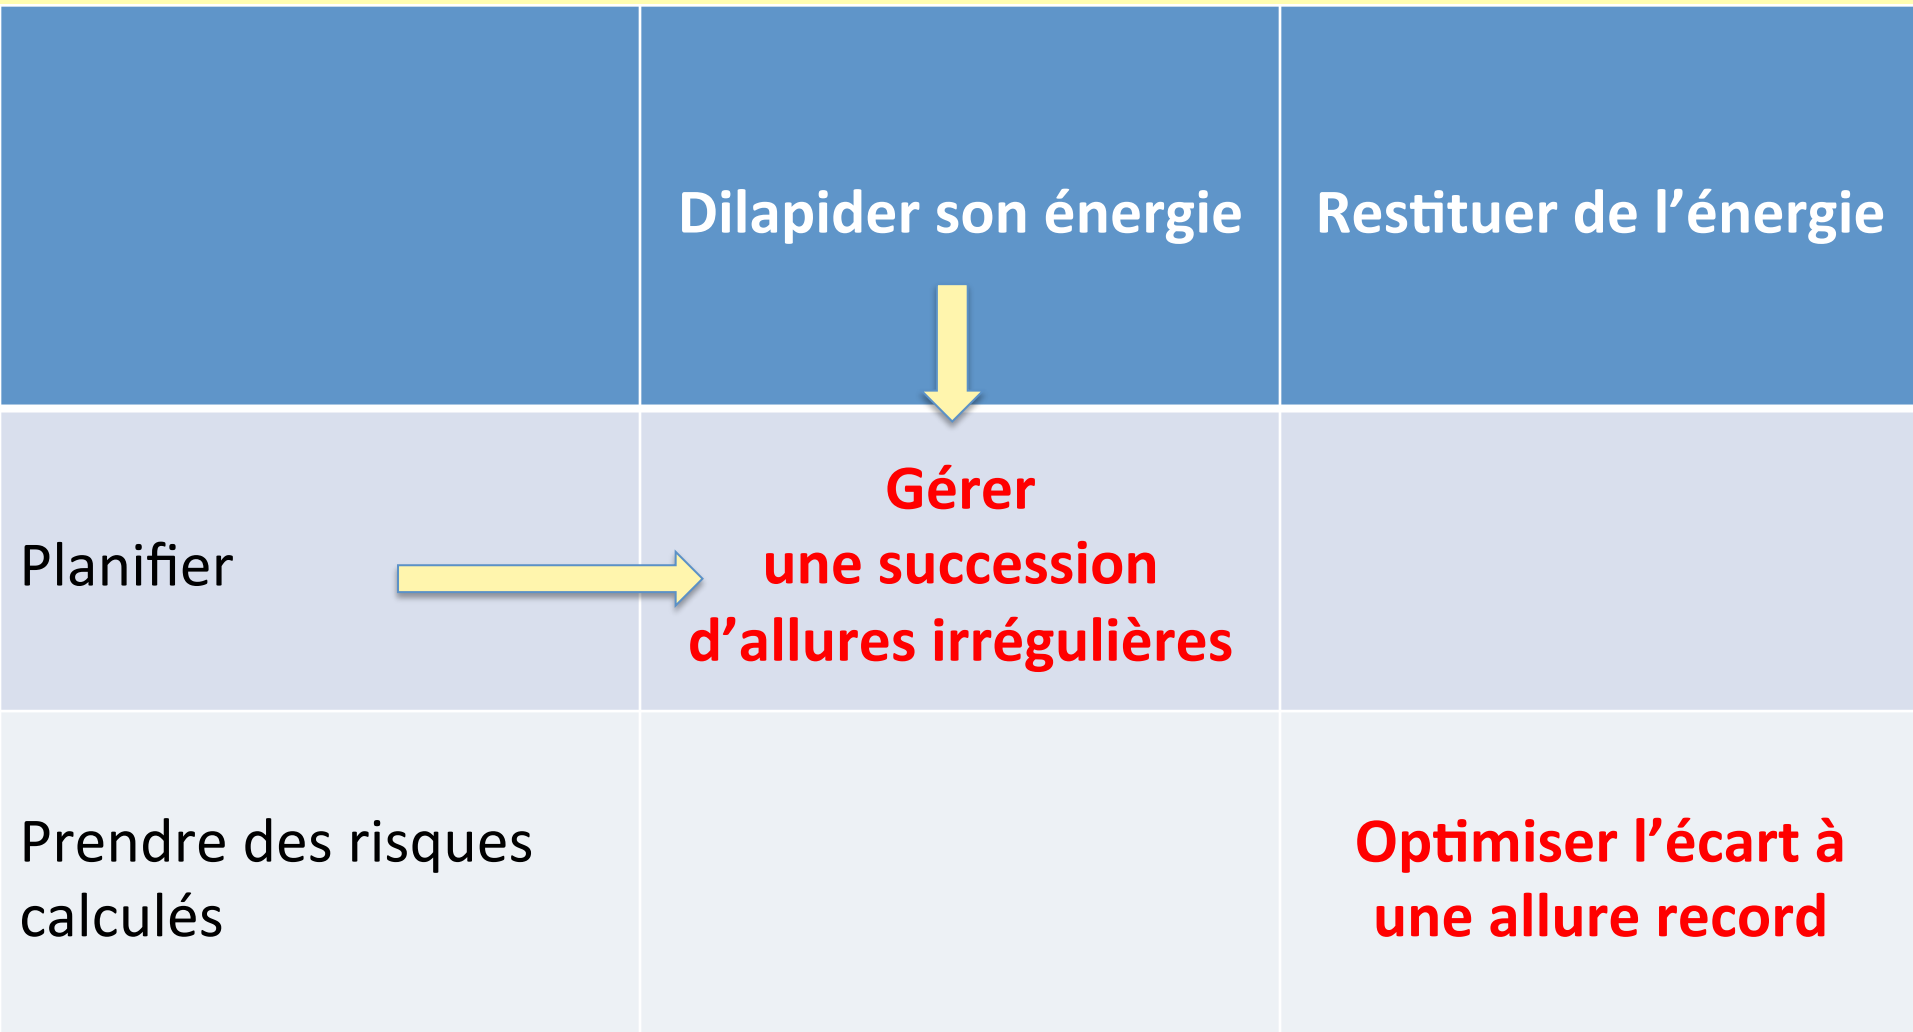 Dilapider son énergie
Restituer de l’énergie
Planifier
Gérer
une succession
d’allures irrégulières
Prendre des risques
calculés
Optimiser l’écart à
une allure record